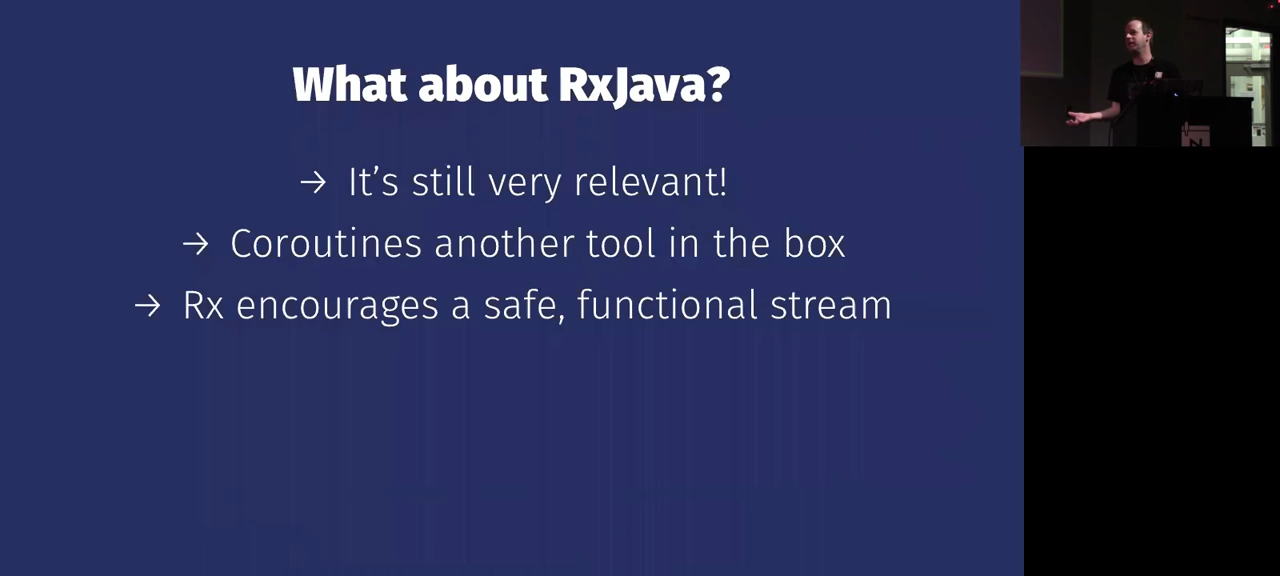 What about RxJava?
→ It's still very relevant!
→ Coroutines another tool in the box
→ Rx encourages a safe, functional stream